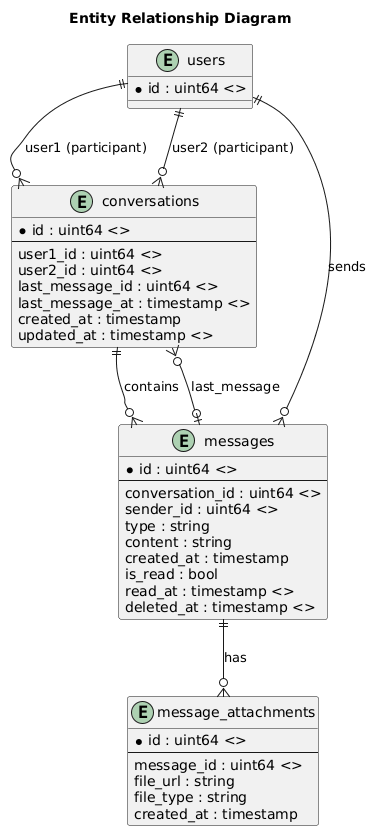 Entity Relationship Diagram
E users
* id : uint64 <>
user1 (participant)
user2 (participant)
E conversations
* id : uint64 <>
user1_id : uint64 <>
user2_id : uint64 <>
last_message_id : uint64 <>
last_message_at : timestamp <>
created_at : timestamp
updated_at : timestamp <>
sends
contains
last_message
E messages
* id : uint64 <>
conversation_id : uint64 <>
sender_id : uint64 <>
type : string
content : string
created_at : timestamp
is_read : bool
read_at : timestamp <>
deleted_at : timestamp <>
has
E message_attachments
* id : uint64 <>
message_id : uint64 <>
file_url : string
file_type : string
created_at : timestamp